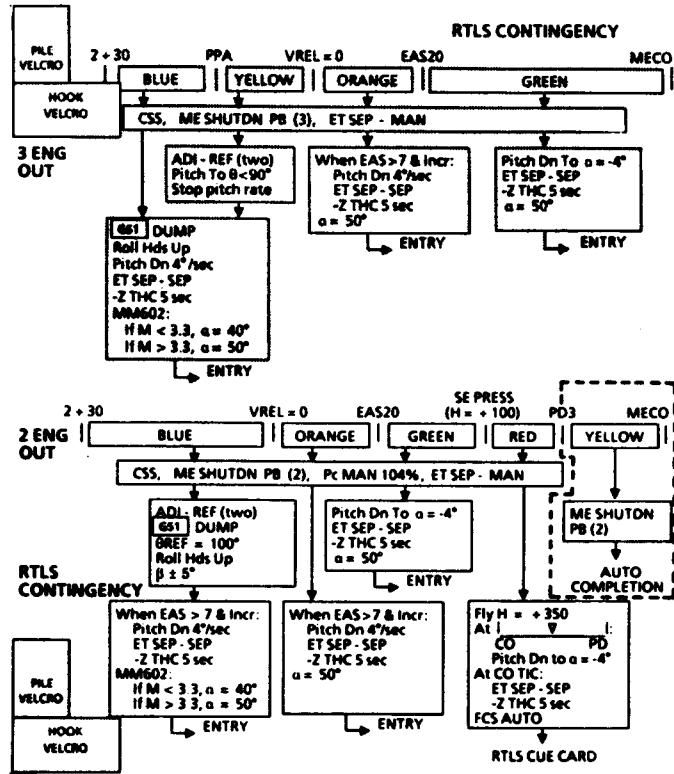 RTLS CONTINGENCY
PILE
VELCRO
HOOK
VELCRO
2 + 30 PPA VREL = 0 EAS20 MECO
BLUE YELLOW ORANGE GREEN
CSS, ME SHUTDN PB (3), ET SEP - MAN
3 ENG
OUT
ADI - REF (two)
Pitch To θ<90°
Stop pitch rate
When EAS>7 & Incr:
Pitch Dn 4°/sec
ET SEP - SEP
-Z THC 5 sec
α = 50°
ENTRY
Pitch Dn To α = -4°
ET SEP - SEP
-Z THC 5 sec
α = 50°
ENTRY
G51 DUMP
Roll Hds Up
Pitch Dn 4°/sec
ET SEP - SEP
-Z THC 5 sec
MM602:
If M < 3.3, α = 40°
If M > 3.3, α = 50°
ENTRY
2 ENG
OUT
2 + 30 VREL = 0 EAS20 SE PRESS
(H = + 100) PD3 MECO
BLUE ORANGE GREEN RED YELLOW
CSS, ME SHUTDN PB (2), Pc MAN 104%, ET SEP - MAN
ADI - REF (two)
G51 DUMP
θREF = 100°
Roll Hds Up
β ± 5°
Pitch Dn To α = -4°
ET SEP - SEP
-Z THC 5 sec
α = 50°
ENTRY
ME SHUTDN
PB (2)
AUTO
COMPLETION
RTLS
CONTINGENCY
When EAS > 7 & Incr:
Pitch Dn 4°/sec
ET SEP - SEP
-Z THC 5 sec
MM602:
If M < 3.3, α = 40°
If M > 3.3, α = 50°
ENTRY
When EAS > 7 & Incr:
Pitch Dn 4°/sec
ET SEP - SEP
-Z THC 5 sec
α = 50°
ENTRY
Fly H = + 350
At :
CO PD
Pitch Dn to α = -4°
At CO TIC:
ET SEP - SEP
-Z THC 5 sec
FCS AUTO
RTLS CUE CARD
PILE
VELCRO
HOOK
VELCRO